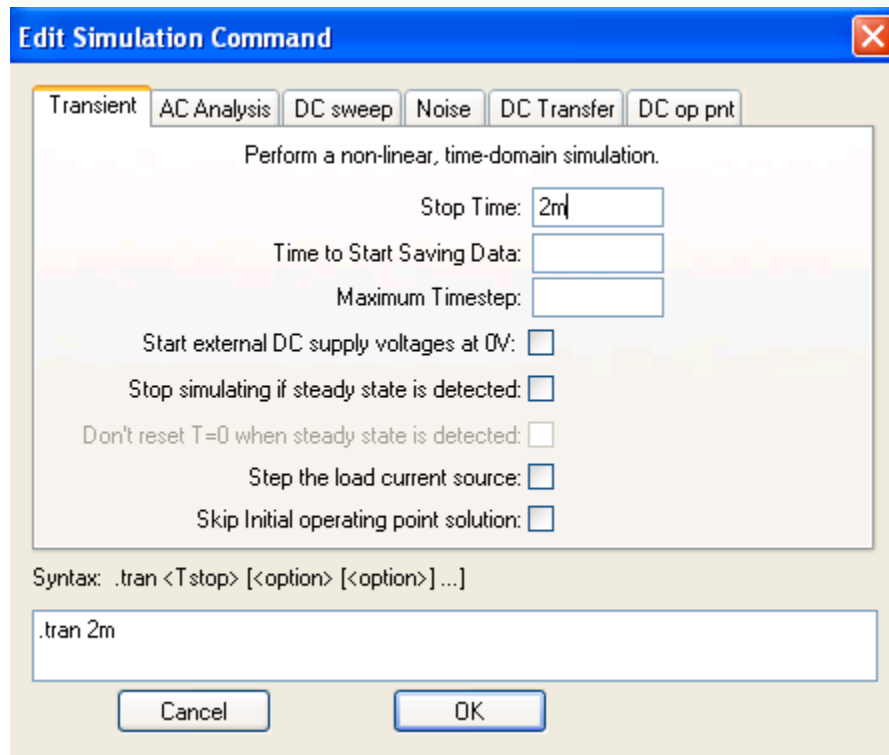 Edit Simulation Command
Transient AC Analysis DC sweep Noise DC Transfer DC op pnt
Perform a non-linear, time-domain simulation.
Stop Time: 2m
Time to Start Saving Data:
Maximum Timestep:
Start external DC supply voltages at 0V:
Stop simulating if steady state is detected:
Don't reset T=0 when steady state is detected:
Step the load current source:
Skip Initial operating point solution:
Syntax: .tran <Tstop> [<option> [<option>] ...]
.tran 2m
Cancel OK